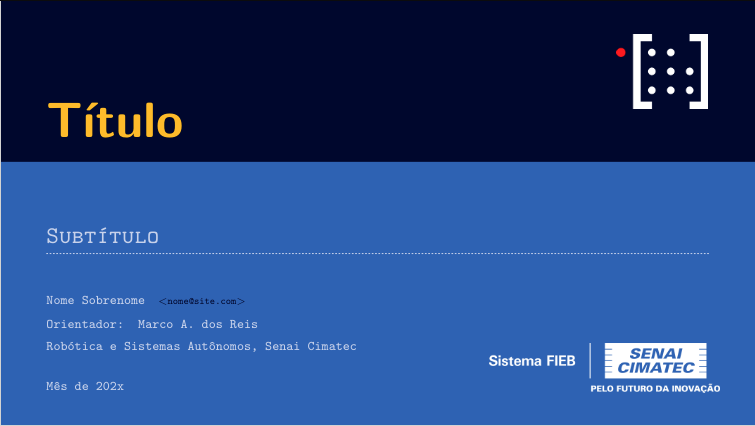 Título
Subtítulo
Nome Sobrenome <nome@site.com>
Orientador: Marco A. dos Reis
Robótica e Sistemas Autônomos, Senai Cimatec
Mês de 202x
Sistema FIEB
SENAI
CIMATEC
PELO FUTURO DA INOVAÇÃO